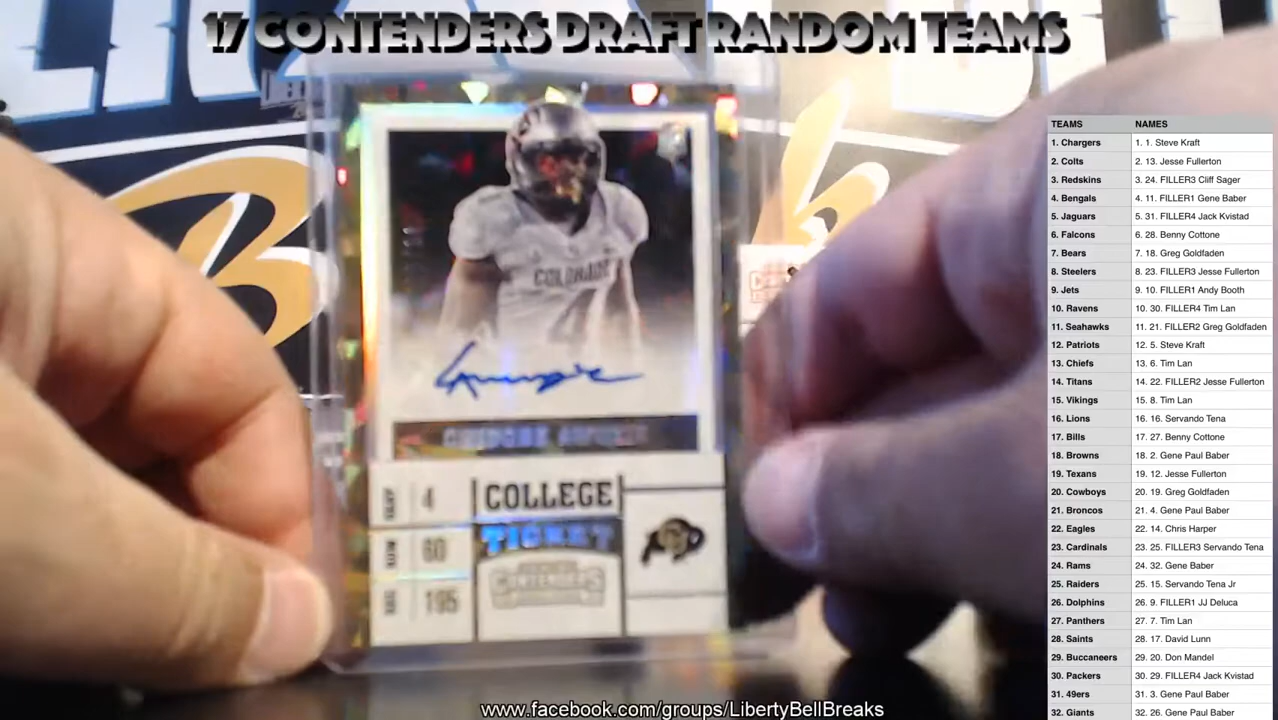 17 CONTENDERS DRAFT RANDOM TEAMS
COLORADO
4
4
COLLEGE
60
TICKET
195
CONTENDERS
TEAMS NAMES
1. Chargers 1. 1. Steve Kraft
2. Colts 2. 13. Jesse Fullerton
3. Redskins 3. 24. FILLER3 Cliff Sager
4. Bengals 4. 11. FILLER1 Gene Baber
5. Jaguars 5. 31. FILLER4 Jack Kvistad
6. Falcons 6. 28. Benny Cottone
7. Bears 7. 18. Greg Goldfaden
8. Steelers 8. 23. FILLER3 Jesse Fullerton
9. Jets 9. 10. FILLER1 Andy Booth
10. Ravens 10. 30. FILLER4 Tim Lan
11. Seahawks 11. 21. FILLER2 Greg Goldfaden
12. Patriots 12. 5. Steve Kraft
13. Chiefs 13. 6. Tim Lan
14. Titans 14. 22. FILLER2 Jesse Fullerton
15. Vikings 15. 8. Tim Lan
16. Lions 16. 16. Servando Tena
17. Bills 17. 27. Benny Cottone
18. Browns 18. 2. Gene Paul Baber
19. Texans 19. 12. Jesse Fullerton
20. Cowboys 20. 19. Greg Goldfaden
21. Broncos 21. 4. Gene Paul Baber
22. Eagles 22. 14. Chris Harper
23. Cardinals 23. 25. FILLER3 Servando Tena
24. Rams 24. 32. Gene Baber
25. Raiders 25. 15. Servando Tena Jr
26. Dolphins 26. 9. FILLER1 JJ Deluca
27. Panthers 27. 7. Tim Lan
28. Saints 28. 17. David Lunn
29. Buccaneers 29. 20. Don Mandel
30. Packers 30. 29. FILLER4 Jack Kvistad
31. 49ers 31. 3. Gene Paul Baber
32. Giants 32. 26. Gene Paul Baber
www.facebook.com/groups/LibertyBellBreaks